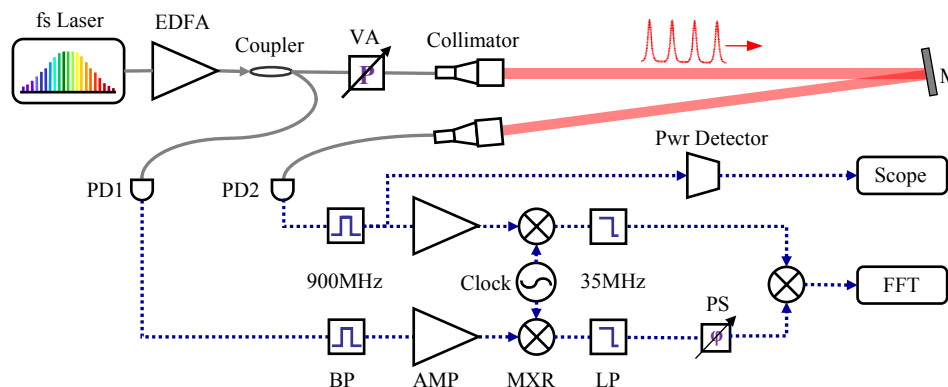 fs Laser
EDFA
Coupler
VA
P
Collimator
M
Pwr Detector
PD1
PD2
Scope
900MHz
Clock
35MHz
FFT
PS
φ
BP
AMP
MXR
LP